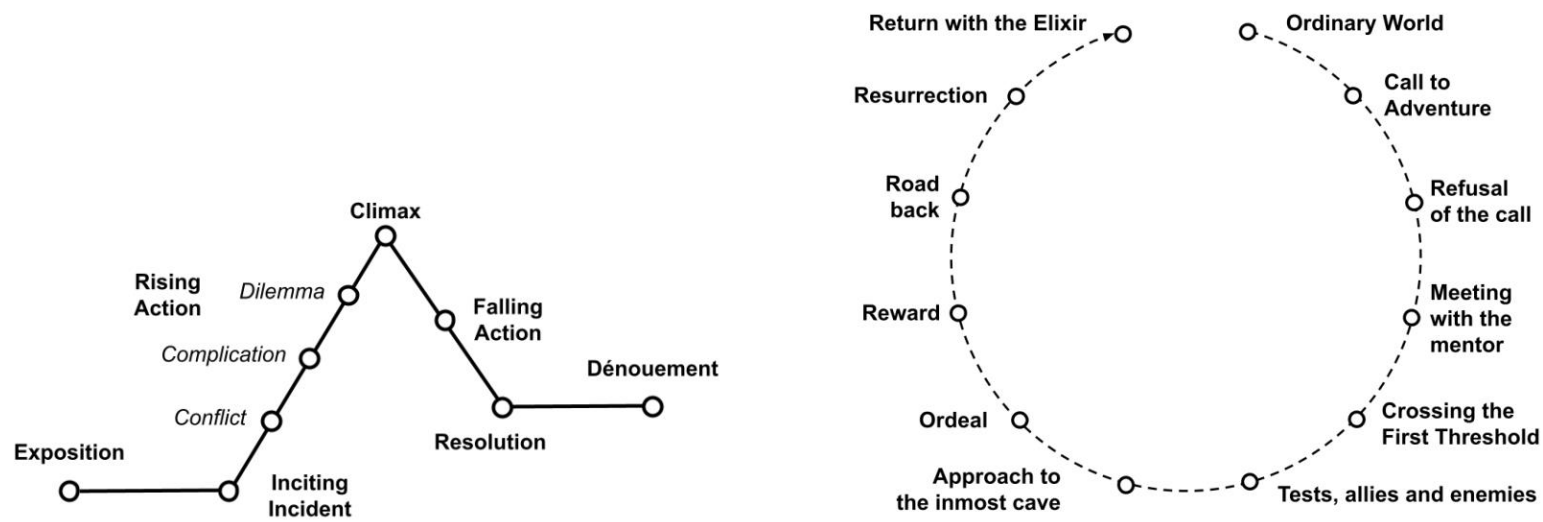 Climax
Rising
Action
Dilemma
Complication
Conflict
Exposition
Inciting
Incident
Falling
Action
Resolution
Dénouement
Ordinary World
Call to
Adventure
Refusal
of the call
Meeting
with the
mentor
Crossing the
First Threshold
Tests, allies and enemies
Approach to
the inmost cave
Ordeal
Reward
Road
back
Resurrection
Return with the Elixir